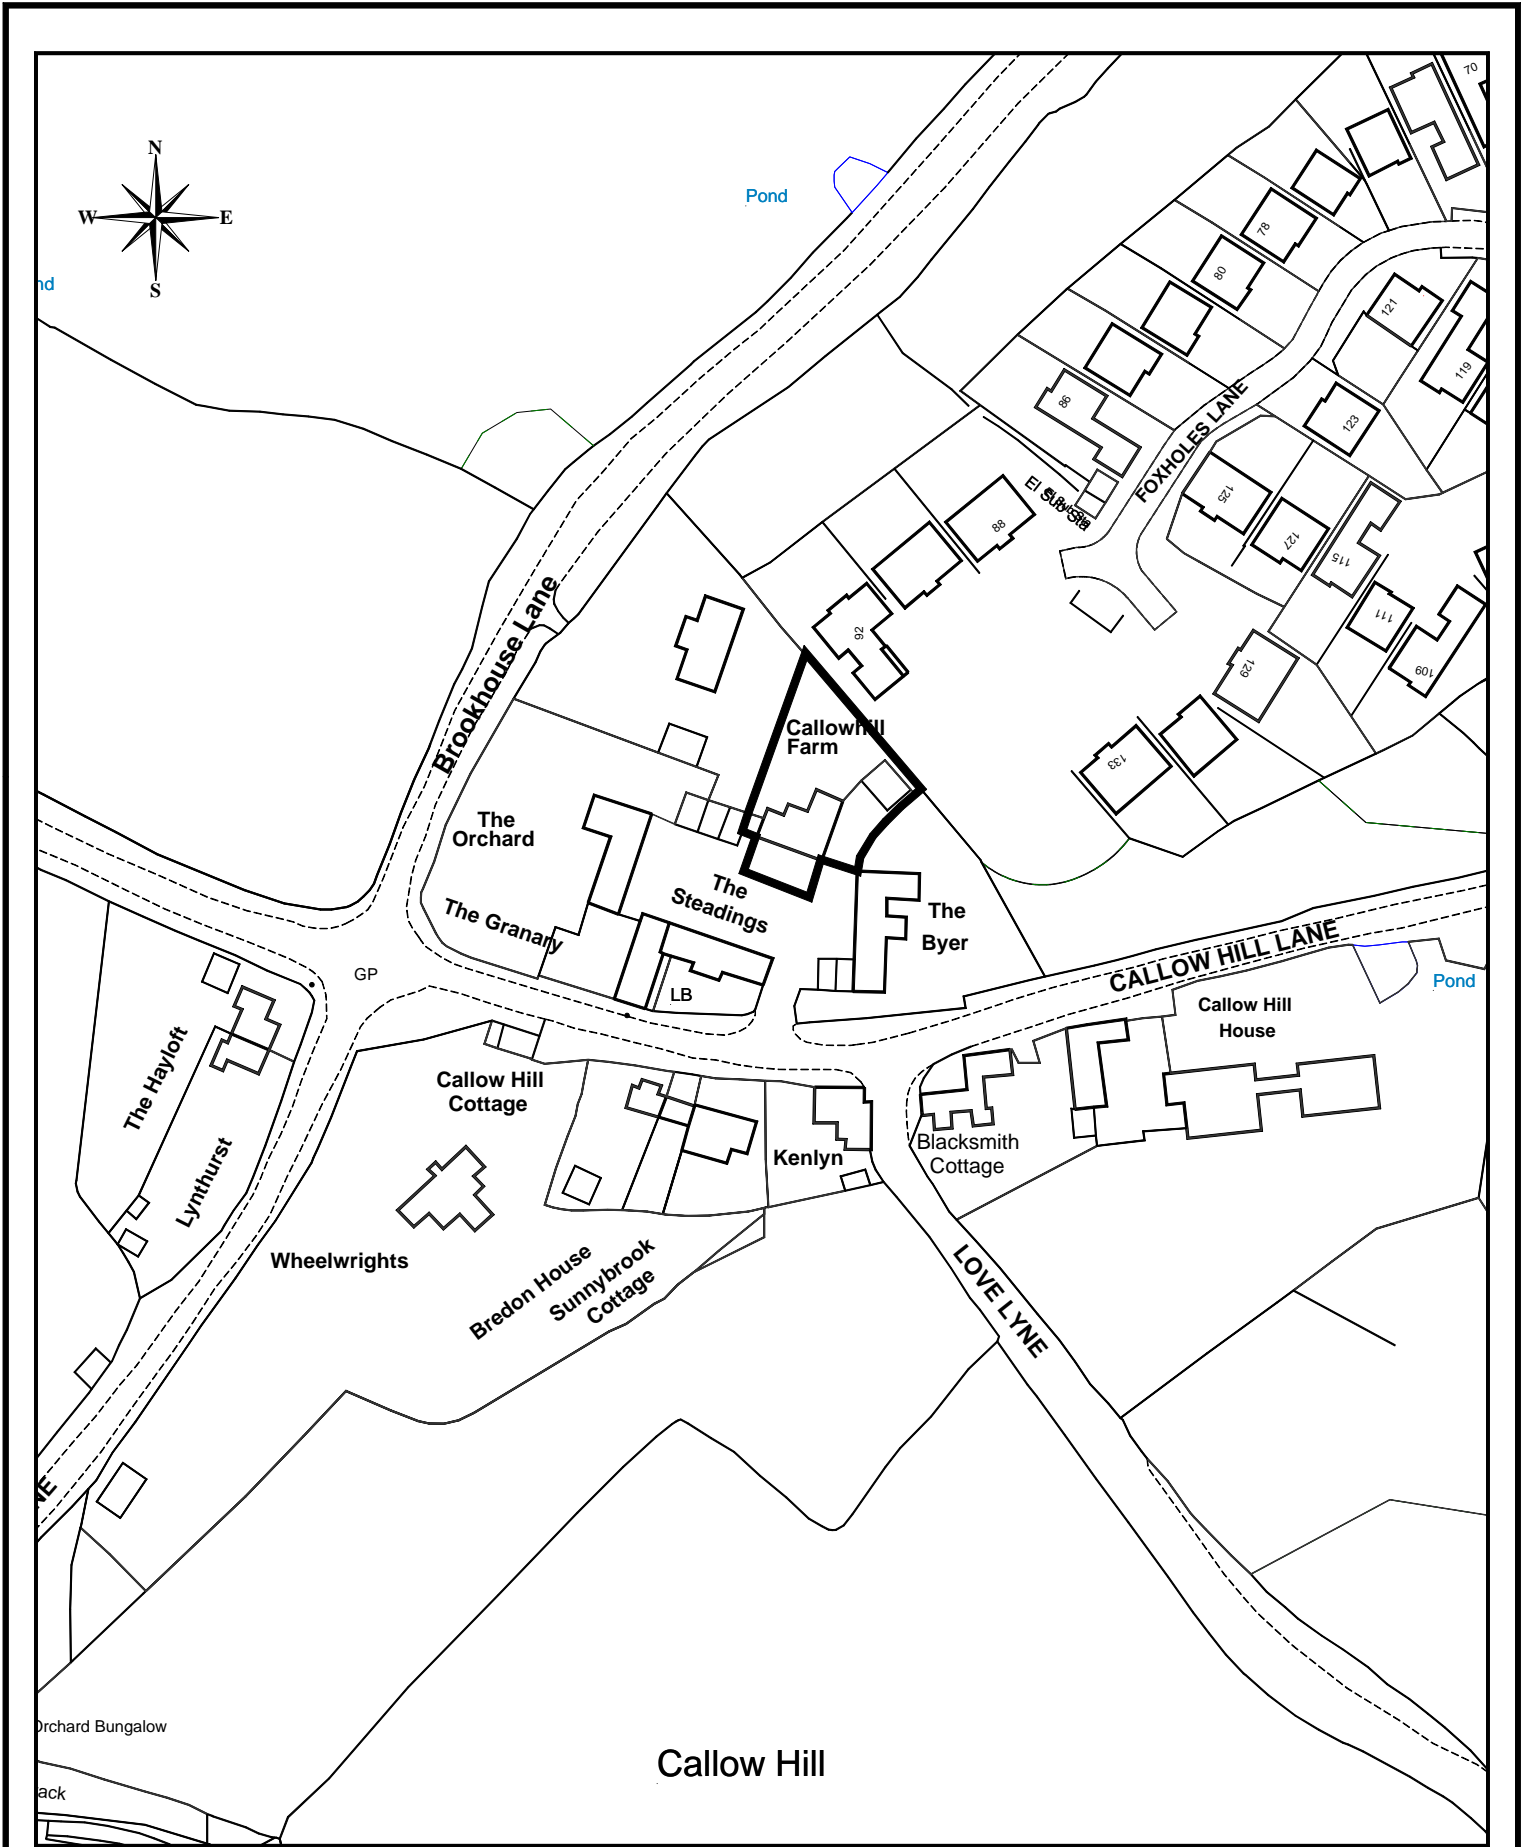 N
W
E
S
Pond
nd
70
78
80
121
119
86
123
FOXHOLES LANE
El Sub Sta
125
127
115
111
109
88
92
129
133
Brookhouse Lane
Callowhill
Farm
The
Orchard
The
Steadings
The Granary
The
Byer
CALLOW HILL LANE
GP
LB
Pond
Callow Hill
House
The Hayloft
Lynthurst
Callow Hill
Cottage
Kenlyn
Blacksmith
Cottage
Wheelwrights
Bredon House
Sunnybrook
Cottage
LOVE LYNE
NE
Orchard Bungalow
ack
Callow Hill